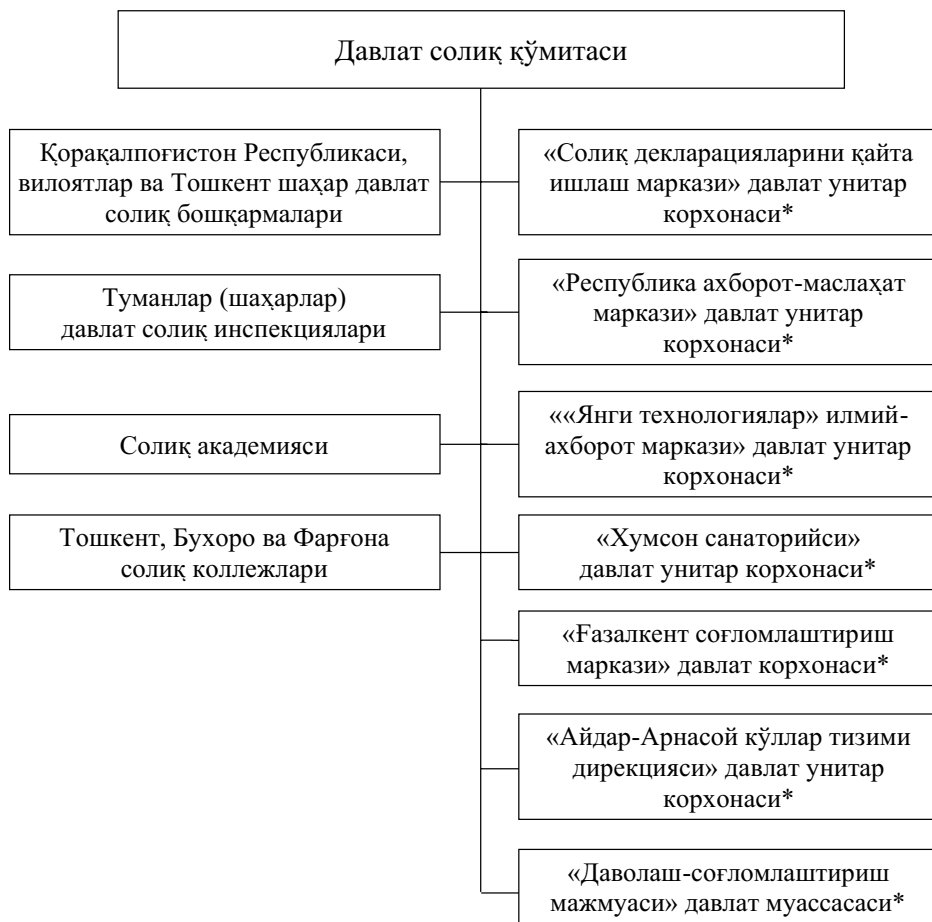 Давлат солиқ қўмитаси
Қорақалпоғистон Республикаси,
вилоятлар ва Тошкент шаҳар давлат
солиқ бошқармалари
«Солиқ декларацияларини қайта
ишлаш маркази» давлат унитар
корхонаси*
Туманлар (шаҳарлар)
давлат солиқ инспекциялари
«Республика ахборот-маслаҳат
маркази» давлат унитар
корхонаси*
Солиқ академияси
««Янги технологиялар» илмий-
ахборот маркази» давлат унитар
корхонаси*
Тошкент, Бухоро ва Фарғона
солиқ коллежлари
«Хумсон санаторийси»
давлат унитар корхонаси*
«Ғазалкент соғломлаштириш
маркази» давлат корхонаси*
«Айдар-Арнасой кўллар тизими
дирекцияси» давлат унитар
корхонаси*
«Даволаш-соғломлаштириш
мажмуаси» давлат муассасаси*